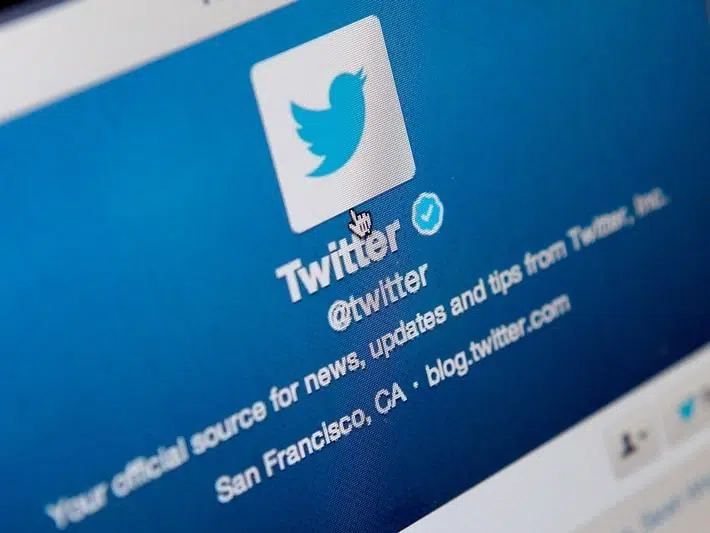 Twitter
@twitter
Your official source for news, updates and tips from Twitter, Inc.
San Francisco, CA · blog.twitter.com